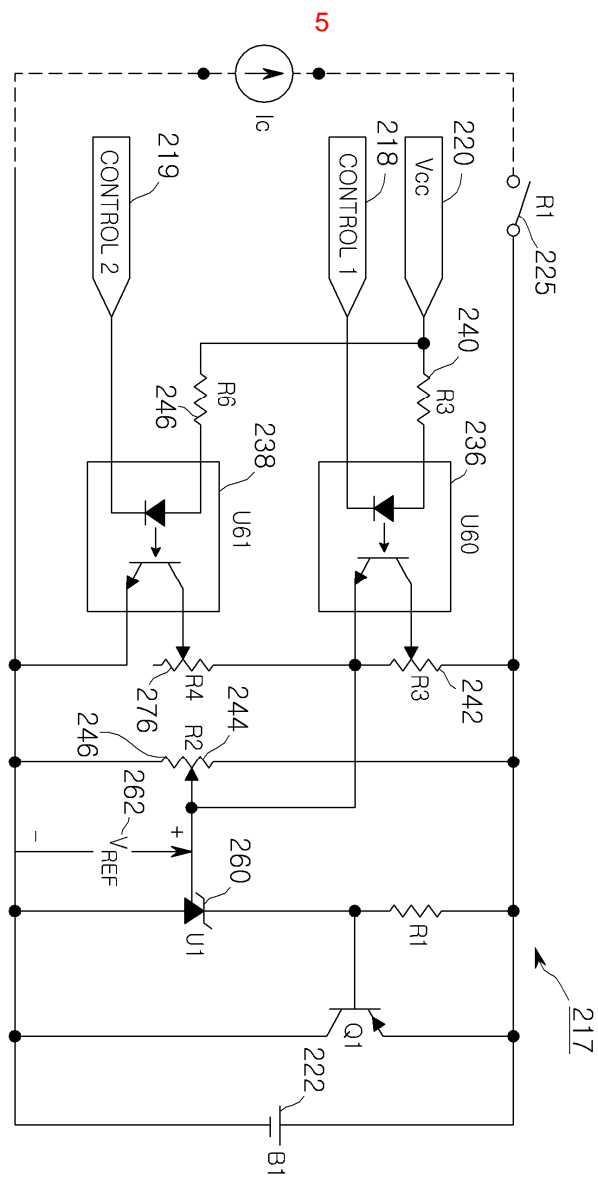 5
Ic
R1
225
219
CONTROL 2
218
CONTROL 1
220
Vcc
240
R3
R6
246
238
U61
236
U60
R4
276
R3
242
R2
244
246
262
+
VREF
−
260
U1
R1
Q1
217
222
B1